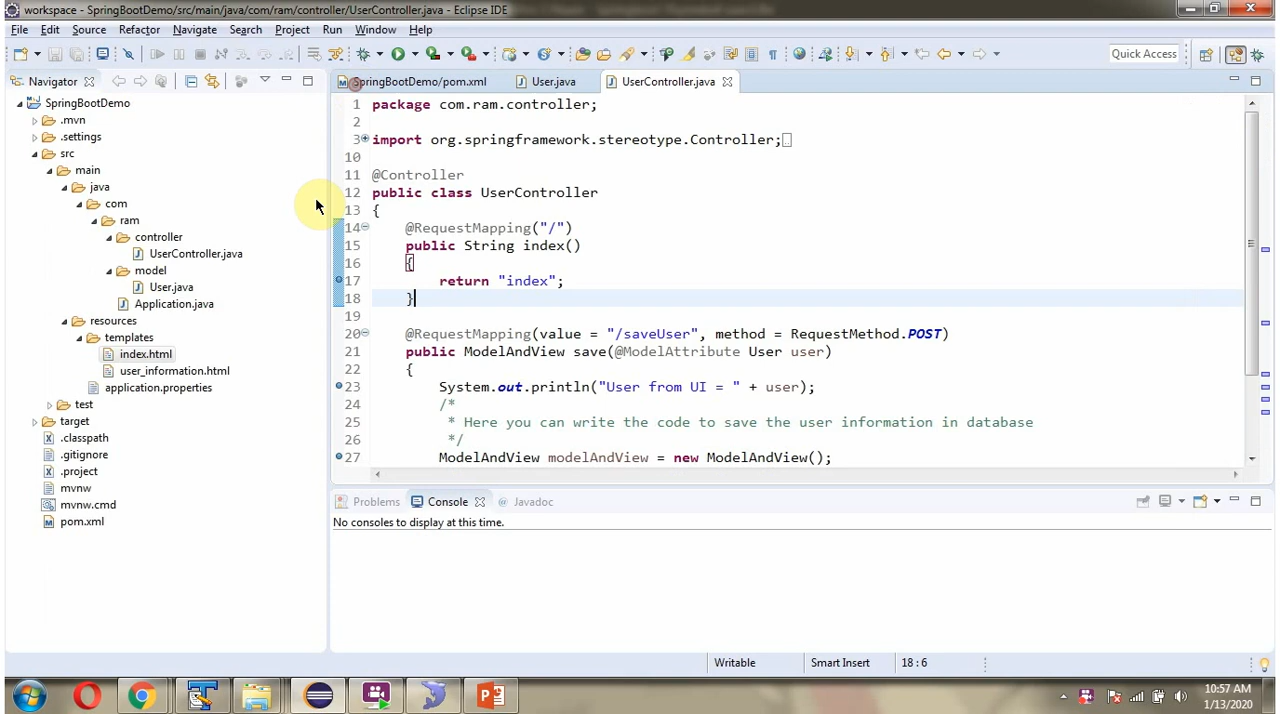 workspace - SpringBootDemo/src/main/java/com/ram/controller/UserController.java - Eclipse IDE
File Edit Source Refactor Navigate Search Project Run Window Help
Quick Access
Navigator
SpringBootDemo/pom.xml User.java UserController.java
SpringBootDemo
.mvn
.settings
src
main
java
com
ram
controller
UserController.java
model
User.java
Application.java
resources
templates
index.html
user_information.html
application.properties
test
target
.classpath
.gitignore
.project
mvnw
mvnw.cmd
pom.xml
1 package com.ram.controller;
2
3 import org.springframework.stereotype.Controller;
10
11 @Controller
12 public class UserController
13 {
14 @RequestMapping("/")
15 public String index()
16 {
17 return "index";
18 }
19
20 @RequestMapping(value = "/saveUser", method = RequestMethod.POST)
21 public ModelAndView save(@ModelAttribute User user)
22 {
23 System.out.println("User from UI = " + user);
24 /*
25 * Here you can write the code to save the user information in database
26 */
27 ModelAndView modelAndView = new ModelAndView();
Problems Console Javadoc
No consoles to display at this time.
Writable Smart Insert 18 : 6
10:57 AM
1/13/2020